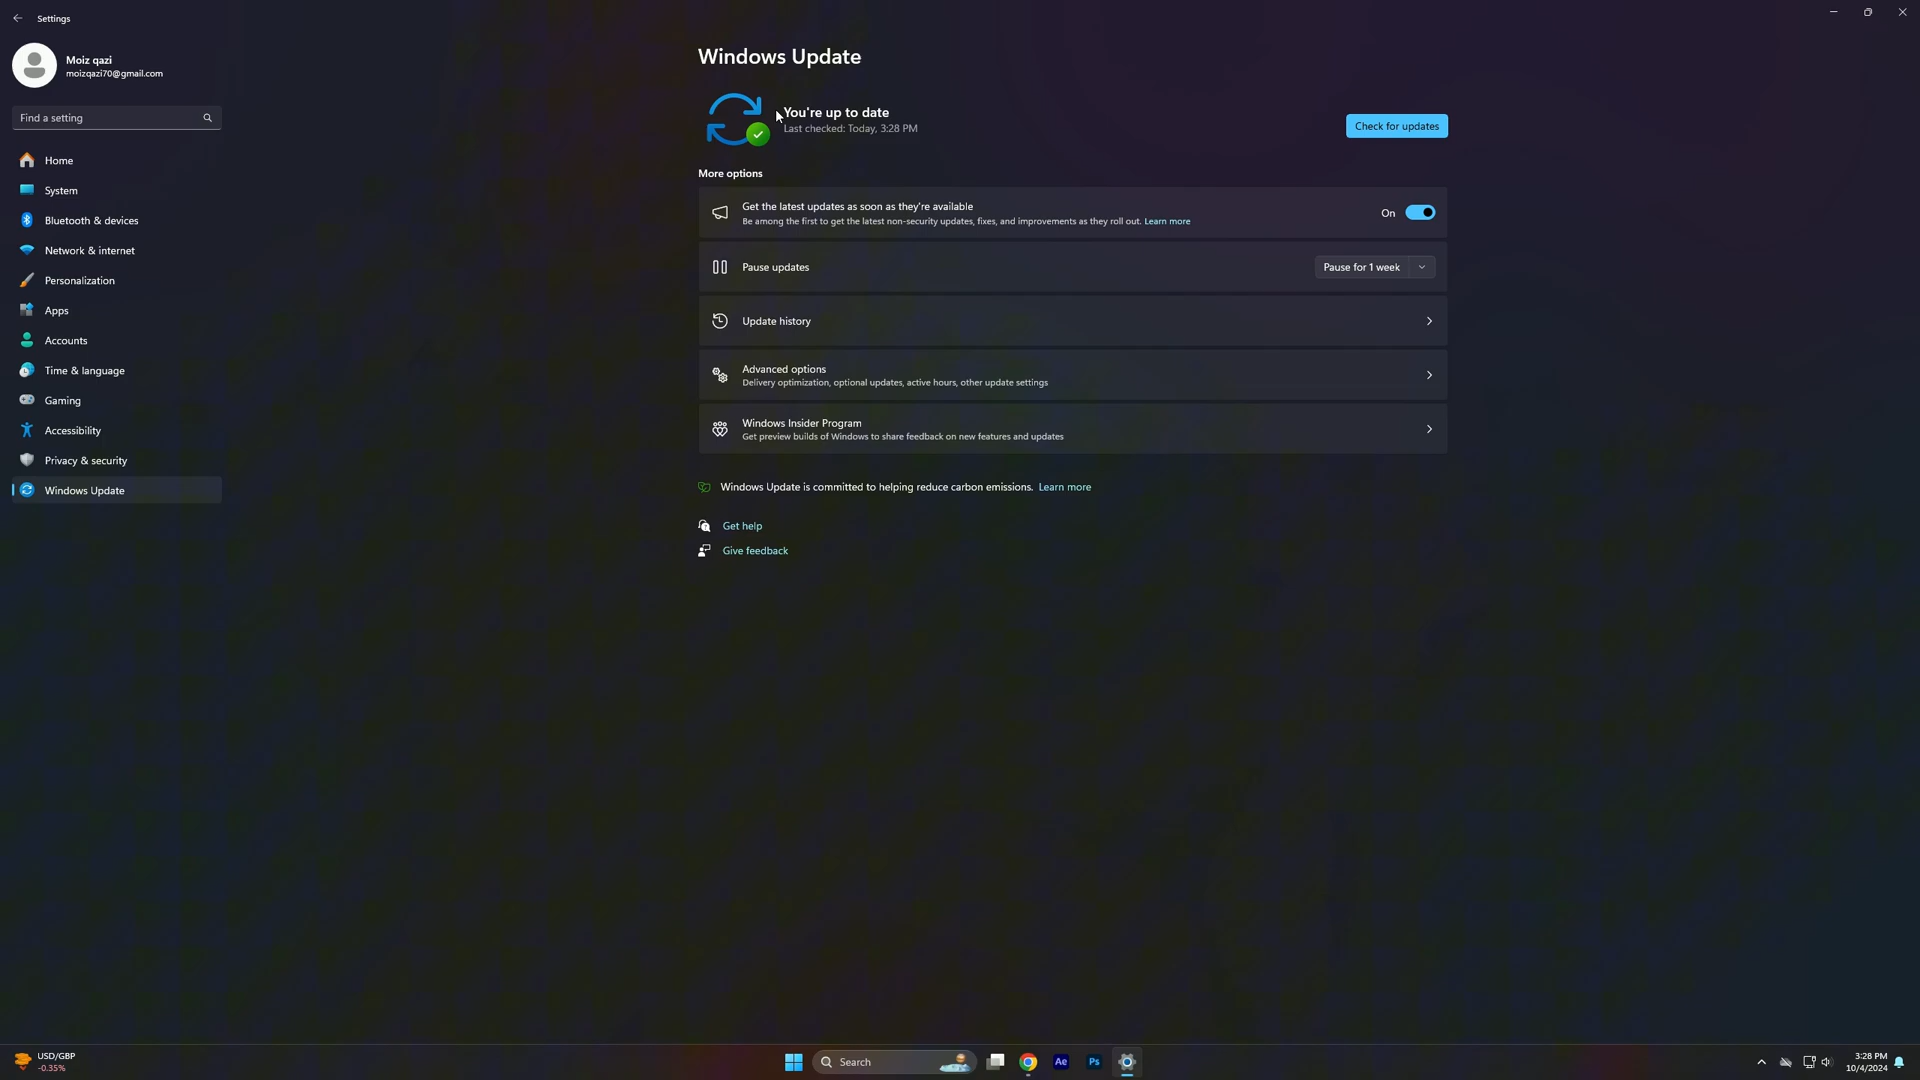 Settings
Moiz qazi
moizqazi70@gmail.com
Find a setting
Home
System
Bluetooth & devices
Network & internet
Personalization
Apps
Accounts
Time & language
Gaming
Accessibility
Privacy & security
Windows Update
Windows Update
You're up to date
Last checked: Today, 3:28 PM
Check for updates
More options
Get the latest updates as soon as they're available
Be among the first to get the latest non-security updates, fixes, and improvements as they roll out. Learn more
On
Pause updates
Pause for 1 week
Update history
Advanced options
Delivery optimization, optional updates, active hours, other update settings
Windows Insider Program
Get preview builds of Windows to share feedback on new features and updates
Windows Update is committed to helping reduce carbon emissions. Learn more
Get help
Give feedback
USD/GBP
-0.35%
Search
Ae
Ps
3:28 PM
10/4/2024